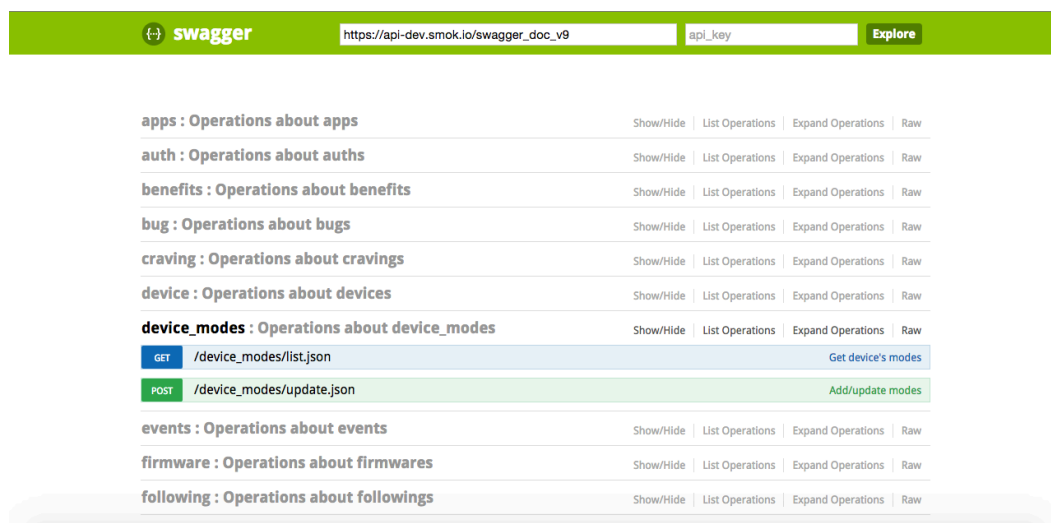 {···} swagger https://api-dev.smok.io/swagger_doc_v9 api_key Explore
apps : Operations about apps Show/Hide List Operations Expand Operations Raw
auth : Operations about auths Show/Hide List Operations Expand Operations Raw
benefits : Operations about benefits Show/Hide List Operations Expand Operations Raw
bug : Operations about bugs Show/Hide List Operations Expand Operations Raw
craving : Operations about cravings Show/Hide List Operations Expand Operations Raw
device : Operations about devices Show/Hide List Operations Expand Operations Raw
device_modes : Operations about device_modes Show/Hide List Operations Expand Operations Raw
GET /device_modes/list.json Get device's modes
POST /device_modes/update.json Add/update modes
events : Operations about events Show/Hide List Operations Expand Operations Raw
firmware : Operations about firmwares Show/Hide List Operations Expand Operations Raw
following : Operations about followings Show/Hide List Operations Expand Operations Raw